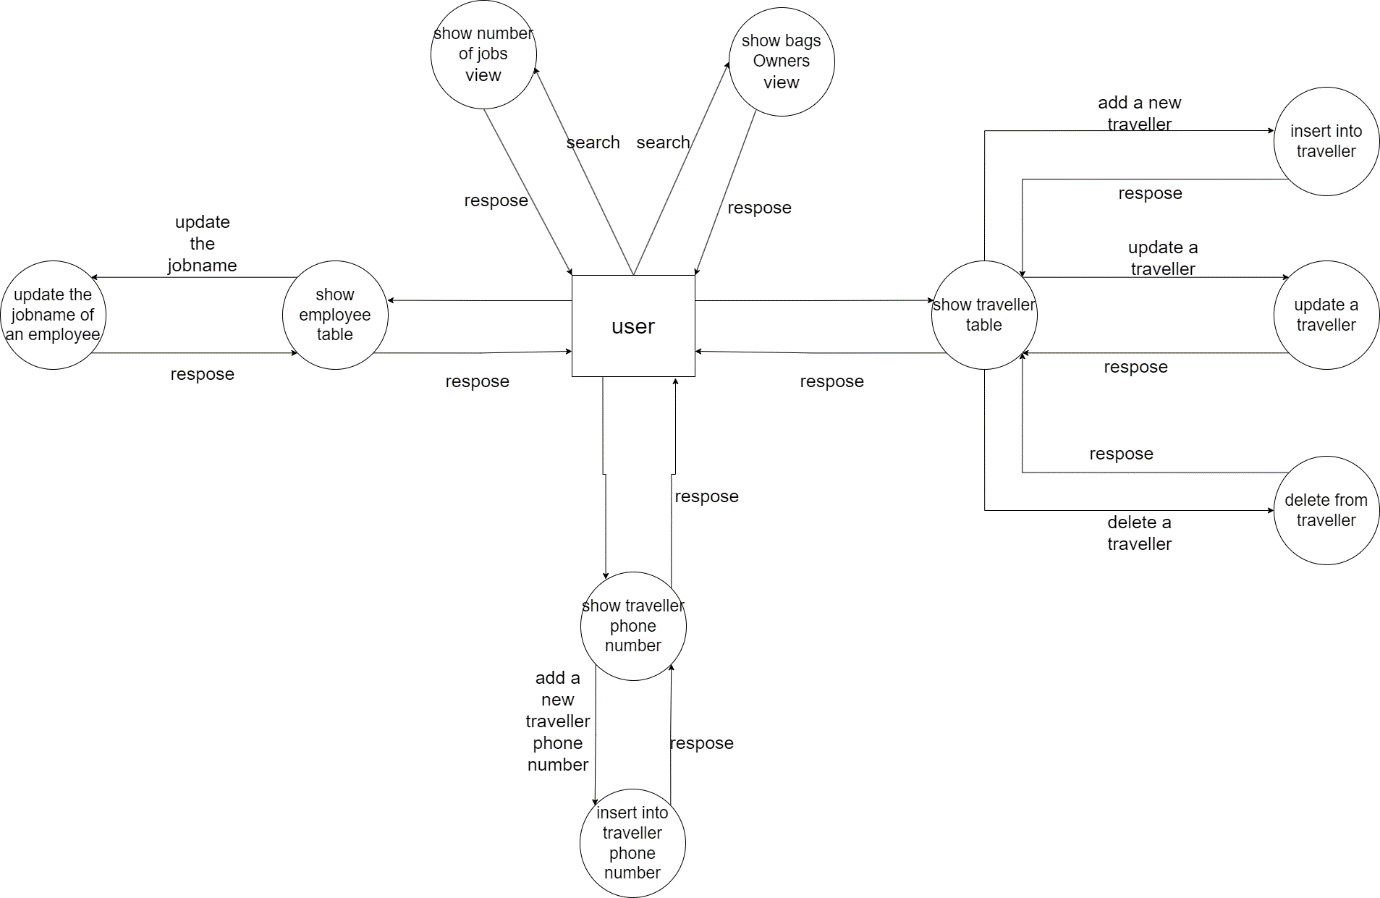 show number
of jobs
view
show bags
Owners
view
search
search
respose
respose
add a new
traveller
insert into
traveller
respose
update
the
jobname
update the
jobname of
an employee
show
employee
table
respose
respose
user
show traveller
table
respose
update a
traveller
update a
traveller
respose
respose
delete from
traveller
delete a
traveller
respose
show traveller
phone
number
add a
new
traveller
phone
number
respose
insert into
traveller
phone
number